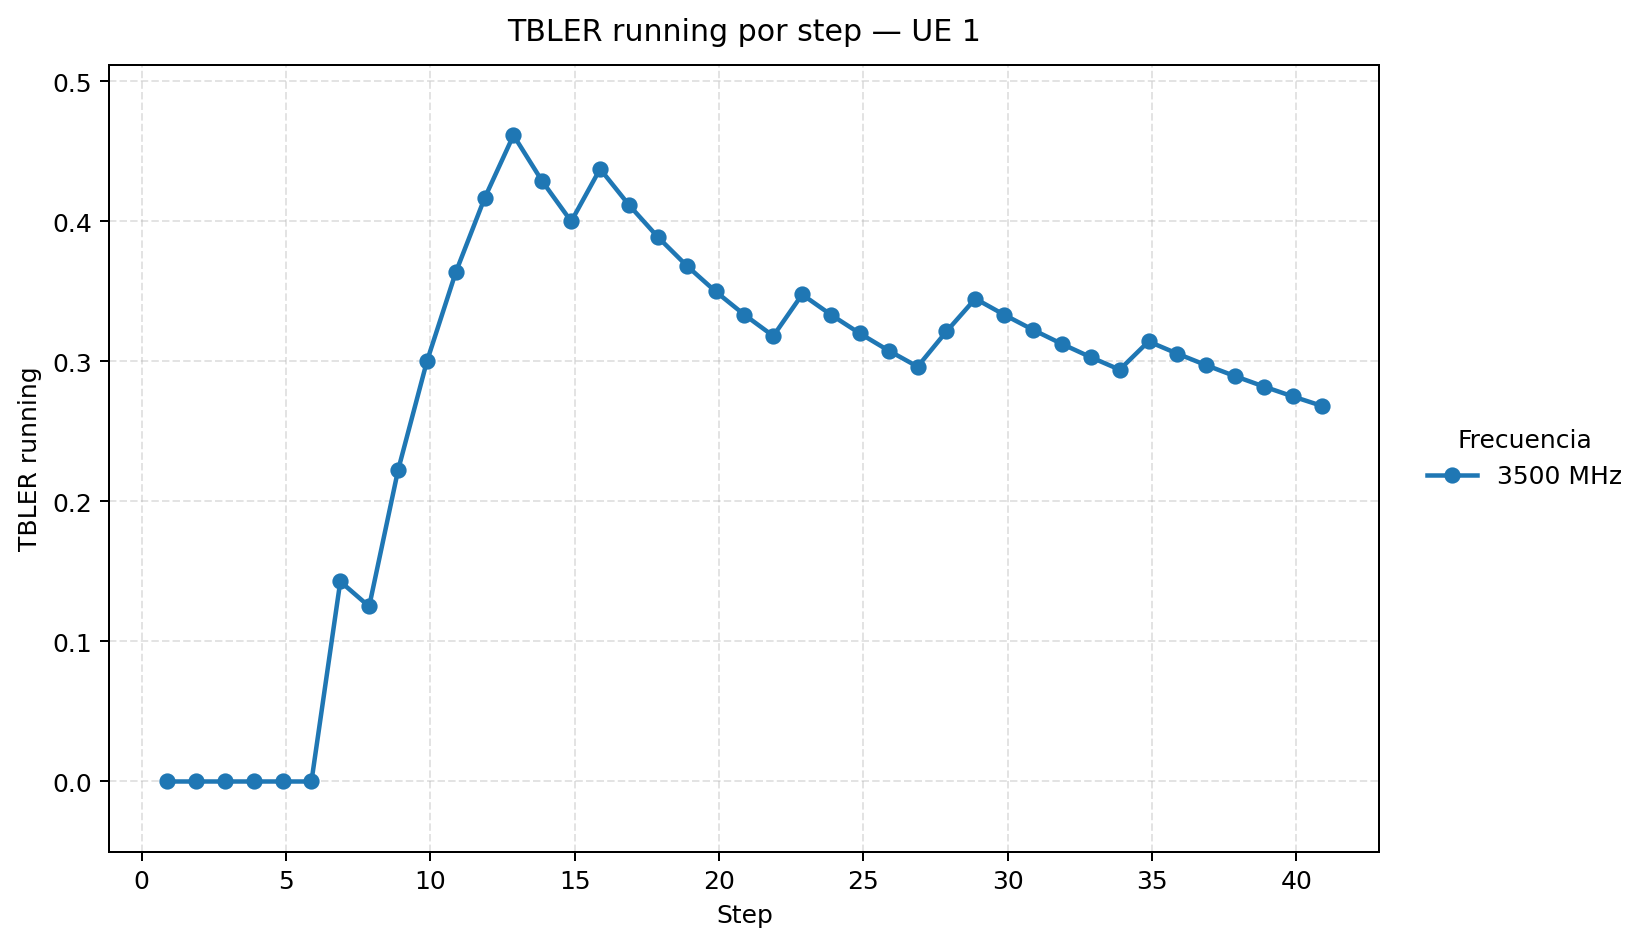 TBLER running por step — UE 1
0.5
0.4
0.3
0.2
0.1
0.0
TBLER running
0 5 10 15 20 25 30 35 40
Step
Frecuencia
3500 MHz